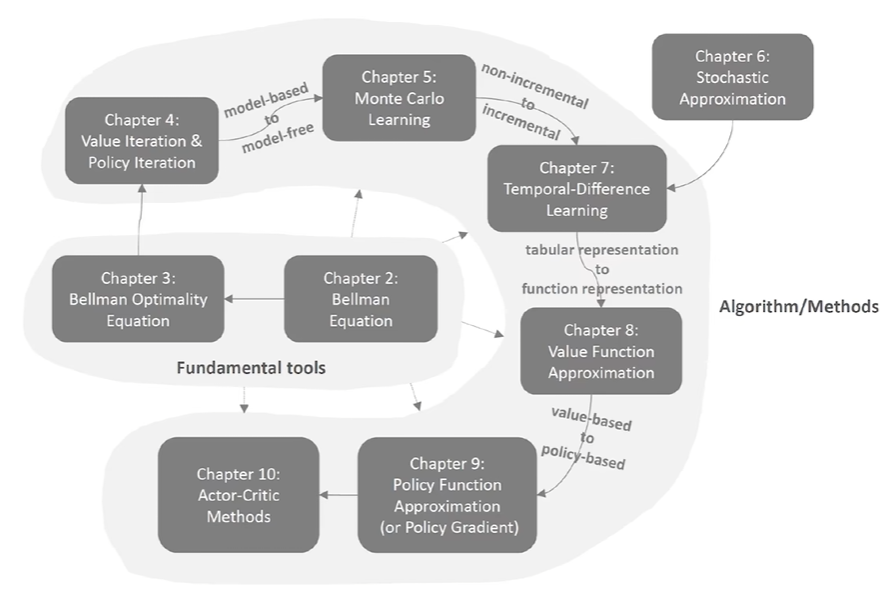 Chapter 4:
Value Iteration &
Policy Iteration
model-based
to
model-free
Chapter 5:
Monte Carlo
Learning
non-incremental
to
incremental
Chapter 6:
Stochastic
Approximation
Chapter 7:
Temporal-Difference
Learning
Chapter 3:
Bellman Optimality
Equation
Chapter 2:
Bellman
Equation
Fundamental tools
tabular representation
to
function representation
Algorithm/Methods
Chapter 8:
Value Function
Approximation
value-based
to
policy-based
Chapter 9:
Policy Function
Approximation
(or Policy Gradient)
Chapter 10:
Actor-Critic
Methods